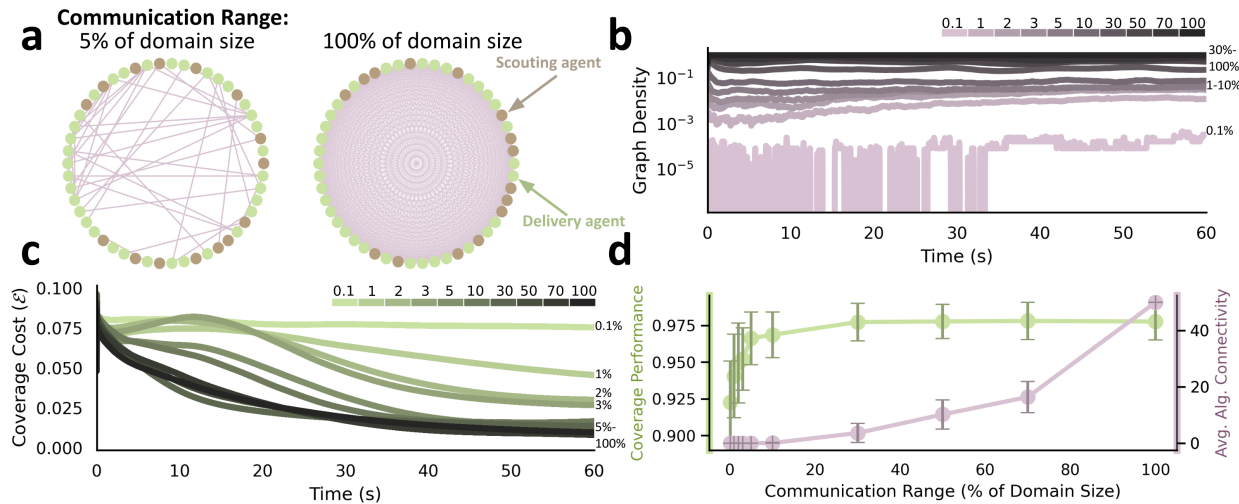 a
Communication Range:
5% of domain size
100% of domain size
Scouting agent
Delivery agent
b
0.1 1 2 3 5 10 30 50 70 100
Graph Density
10⁻¹
10⁻³
10⁻⁵
30%-
100%
1-10%
0.1%
0 10 20 30 40 50 60
Time (s)
c
0.1 1 2 3 5 10 30 50 70 100
Coverage Cost (ℰ)
0.100
0.075
0.050
0.025
0.000
0.1%
1%
2%
3%
5%-
100%
0 10 20 30 40 50 60
Time (s)
d
Coverage Performance
0.975
0.950
0.925
0.900
Avg. Alg. Connectivity
40
20
0
0 20 40 60 80 100
Communication Range (% of Domain Size)